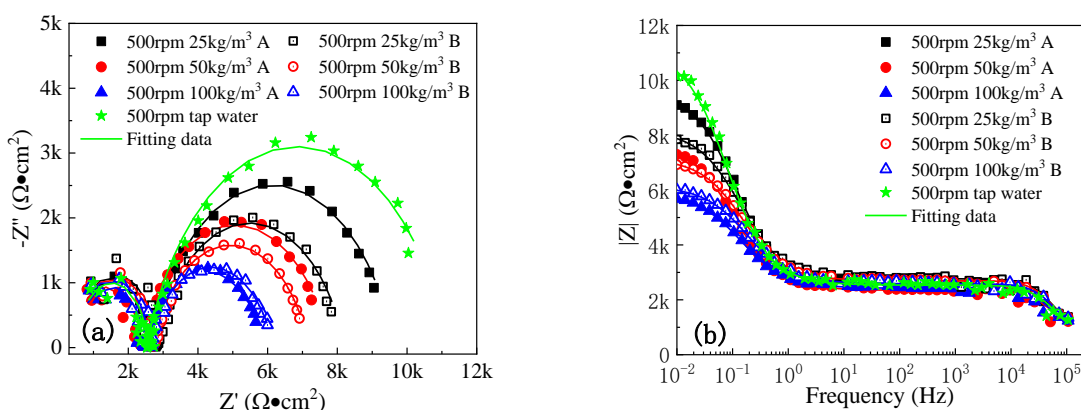 5k
4k
3k
2k
1k
0
-Z'' (Ω●cm²)
500rpm 25kg/m³ A
500rpm 25kg/m³ B
500rpm 50kg/m³ A
500rpm 50kg/m³ B
500rpm 100kg/m³ A
500rpm 100kg/m³ B
500rpm tap water
Fitting data
(a)
2k 4k 6k 8k 10k 12k
Z' (Ω●cm²)
12k
10k
8k
6k
4k
2k
0
|Z| (Ω●cm²)
500rpm 25kg/m³ A
500rpm 50kg/m³ A
500rpm 100kg/m³ A
500rpm 25kg/m³ B
500rpm 50kg/m³ B
500rpm 100kg/m³ B
500rpm tap water
Fitting data
(b)
10⁻² 10⁻¹ 10⁰ 10¹ 10² 10³ 10⁴ 10⁵
Frequency (Hz)